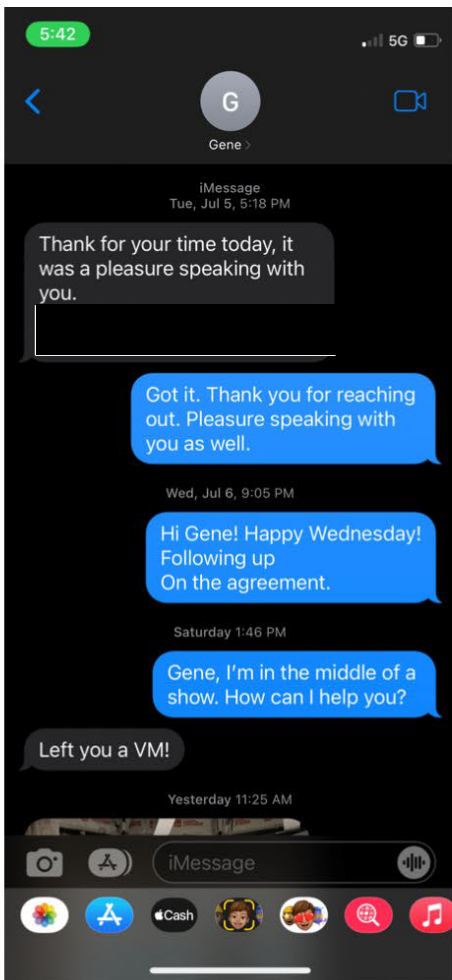 5:42
5G
G
Gene
iMessage
Tue, Jul 5, 5:18 PM
Thank for your time today, it
was a pleasure speaking with
you.
Got it. Thank you for reaching
out. Pleasure speaking with
you as well.
Wed, Jul 6, 9:05 PM
Hi Gene! Happy Wednesday!
Following up
On the agreement.
Saturday 1:46 PM
Gene, I'm in the middle of a
show. How can I help you?
Left you a VM!
Yesterday 11:25 AM
iMessage
Cash